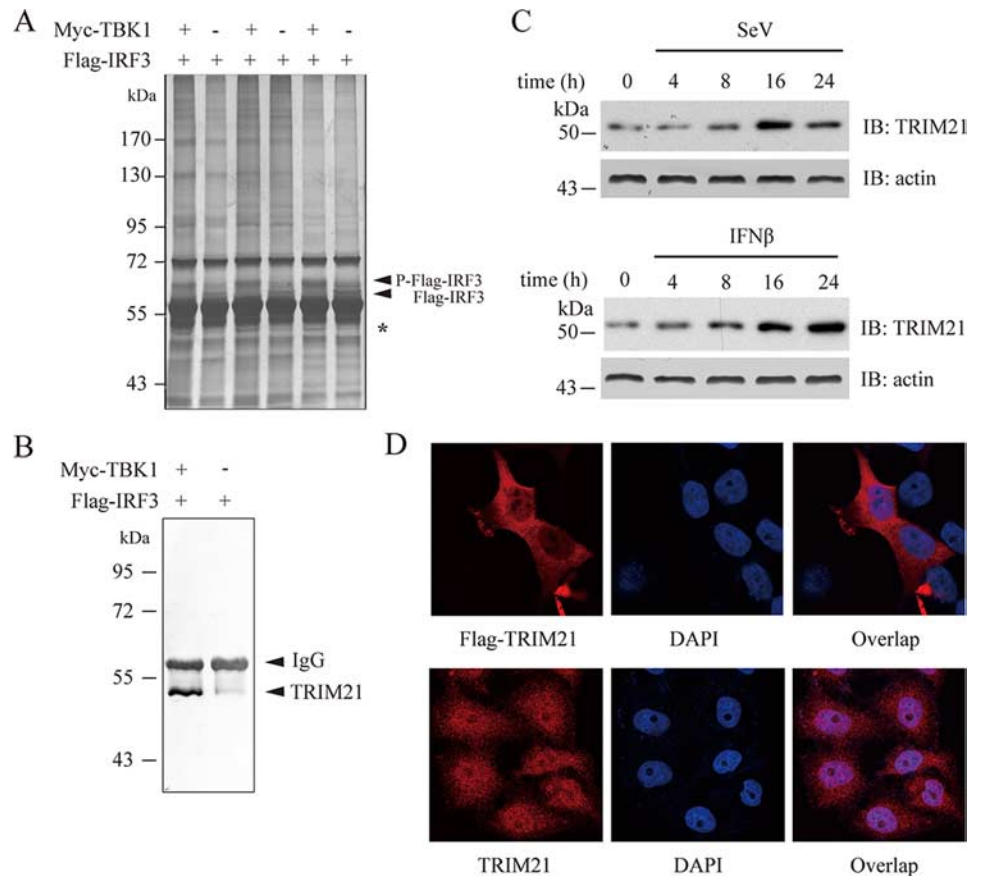 A
Myc-TBK1 + - + - + -
Flag-IRF3 + + + + + +
kDa
170
130
95
72
55
43
P-Flag-IRF3
Flag-IRF3
*
B
Myc-TBK1 + -
Flag-IRF3 + +
kDa
95
72
55
43
IgG
TRIM21
C
SeV
time (h) 0 4 8 16 24
kDa
50
IB: TRIM21
43
IB: actin
IFNβ
time (h) 0 4 8 16 24
kDa
50
IB: TRIM21
43
IB: actin
D
Flag-TRIM21 DAPI Overlap
TRIM21 DAPI Overlap